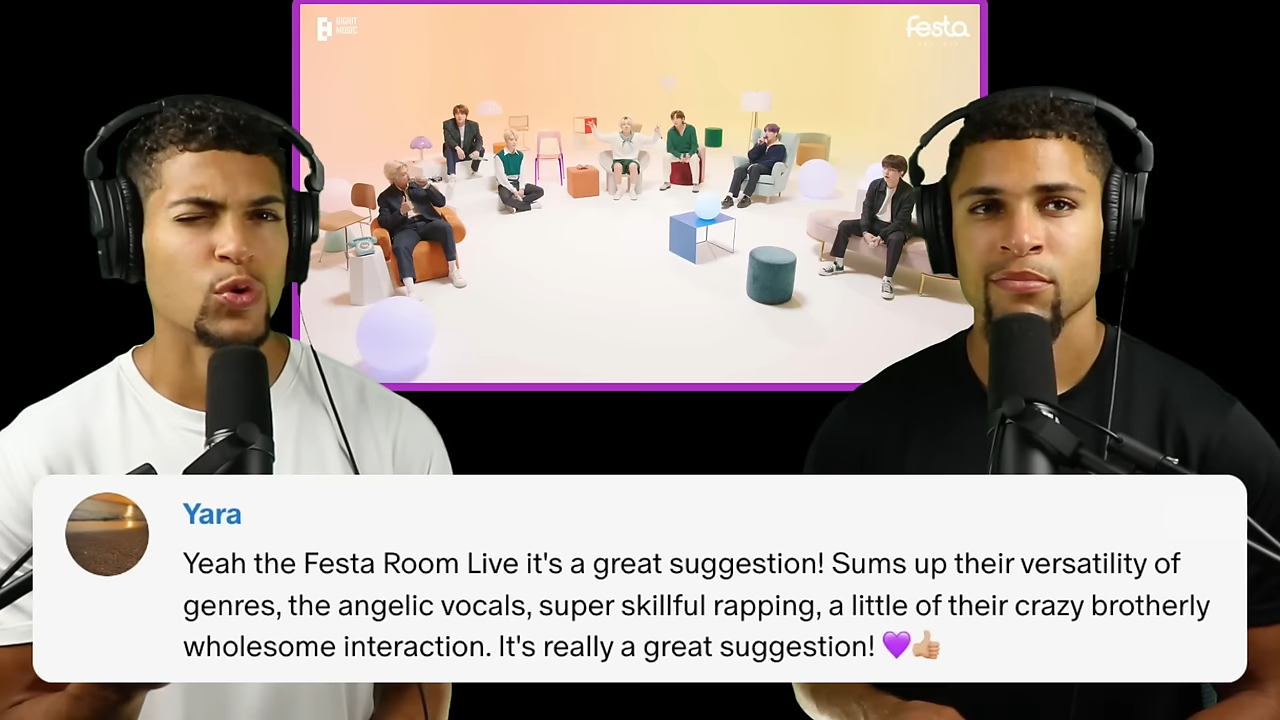 BIGHIT
MUSIC
festa
Yara
Yeah the Festa Room Live it's a great suggestion! Sums up their versatility of
genres, the angelic vocals, super skillful rapping, a little of their crazy brotherly
wholesome interaction. It's really a great suggestion! 💜👍🏼